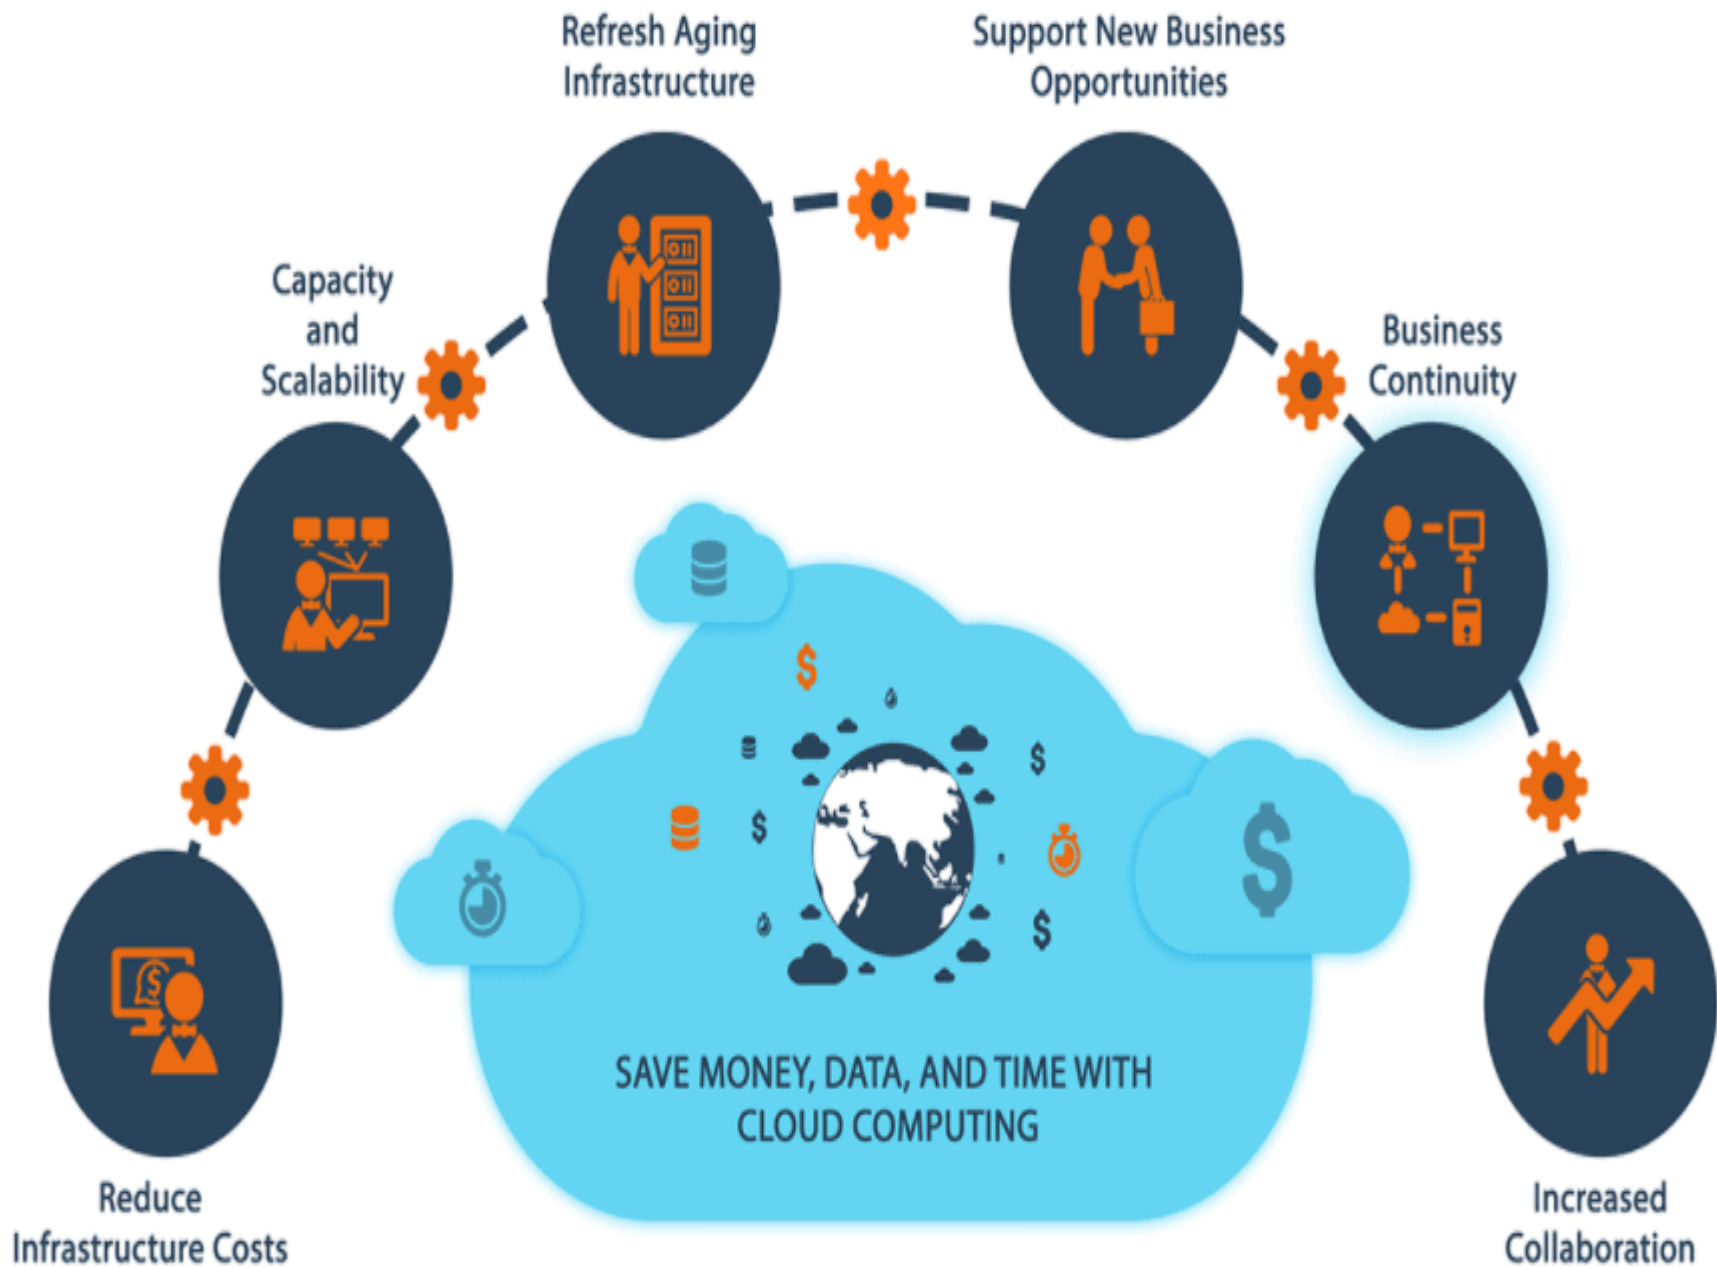 Refresh Aging
Infrastructure
Support New Business
Opportunities
Capacity
and
Scalability
Business
Continuity
SAVE MONEY, DATA, AND TIME WITH
CLOUD COMPUTING
Reduce
Infrastructure Costs
Increased
Collaboration